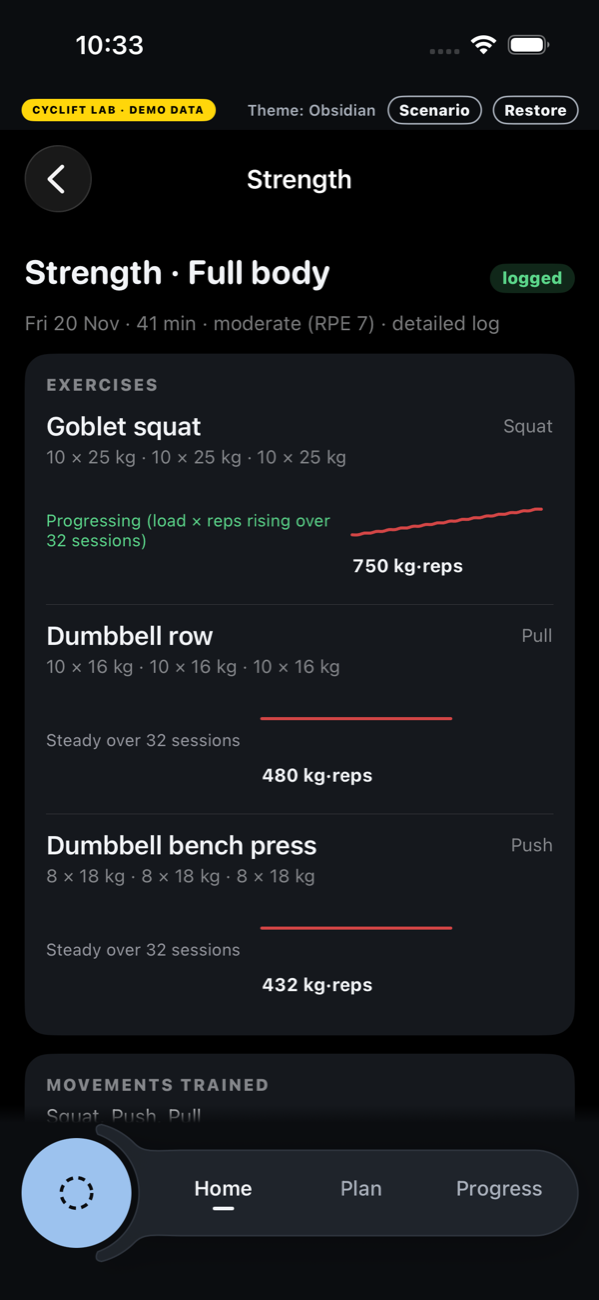 10:33
CYCLIFT LAB · DEMO DATA
Theme: Obsidian
Scenario
Restore
Strength
Strength · Full body
logged
Fri 20 Nov · 41 min · moderate (RPE 7) · detailed log
EXERCISES
Goblet squat
Squat
10 × 25 kg · 10 × 25 kg · 10 × 25 kg
Progressing (load × reps rising over
32 sessions)
750 kg·reps
Dumbbell row
Pull
10 × 16 kg · 10 × 16 kg · 10 × 16 kg
Steady over 32 sessions
480 kg·reps
Dumbbell bench press
Push
8 × 18 kg · 8 × 18 kg · 8 × 18 kg
Steady over 32 sessions
432 kg·reps
MOVEMENTS TRAINED
Squat, Push, Pull
Home
Plan
Progress